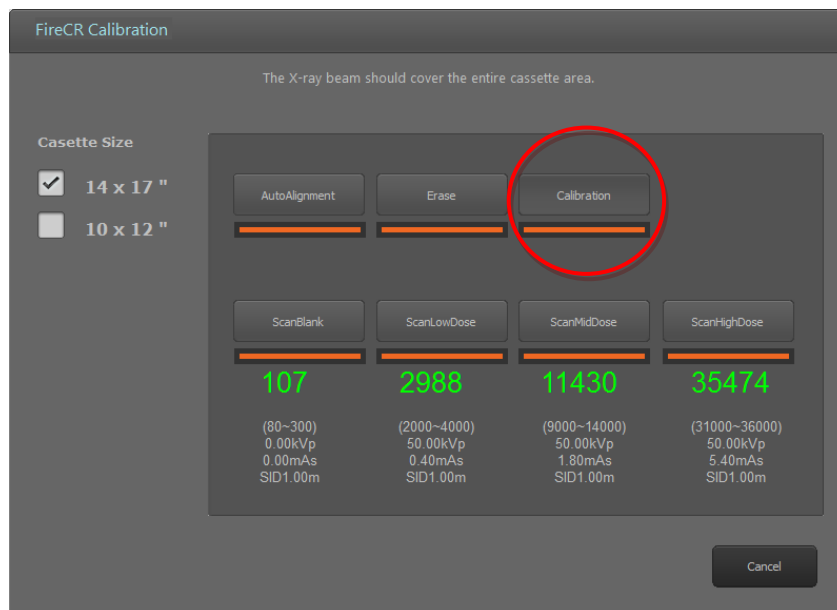 FireCR Calibration
The X-ray beam should cover the entire cassette area.
Casette Size
14 x 17 "
10 x 12 "
AutoAlignment
Erase
Calibration
ScanBlank
ScanLowDose
ScanMidDose
ScanHighDose
107
2988
11430
35474
(80~300)
0.00kVp
0.00mAs
SID1.00m
(2000~4000)
50.00kVp
0.40mAs
SID1.00m
(9000~14000)
50.00kVp
1.80mAs
SID1.00m
(31000~36000)
50.00kVp
5.40mAs
SID1.00m
Cancel